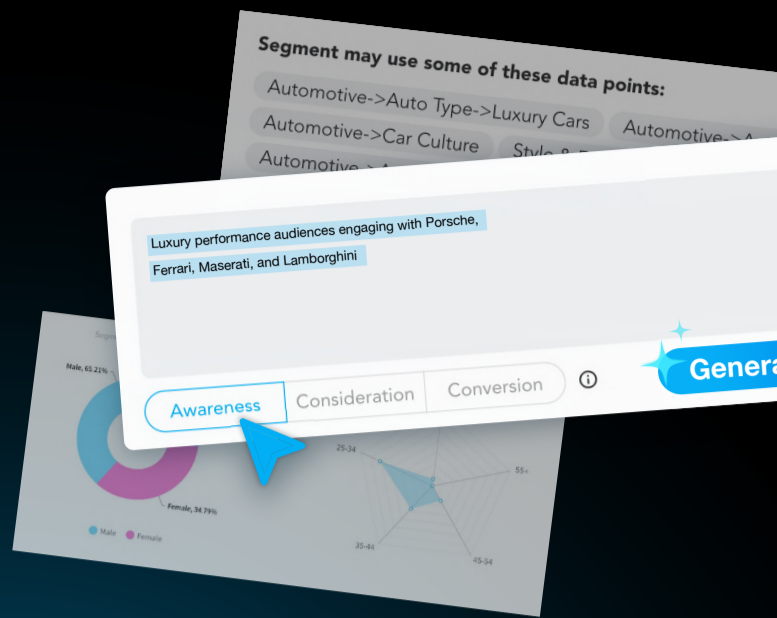 Segment may use some of these data points:
Automotive->Auto Type->Luxury Cars
Automotive->Car Culture
Style &
Automotive
Luxury performance audiences engaging with Porsche,
Ferrari, Maserati, and Lamborghini
Awareness
Consideration
Conversion
Male, 65.21%
Female, 34.79%
Male
Female
25-34
55+
35-44
45-54